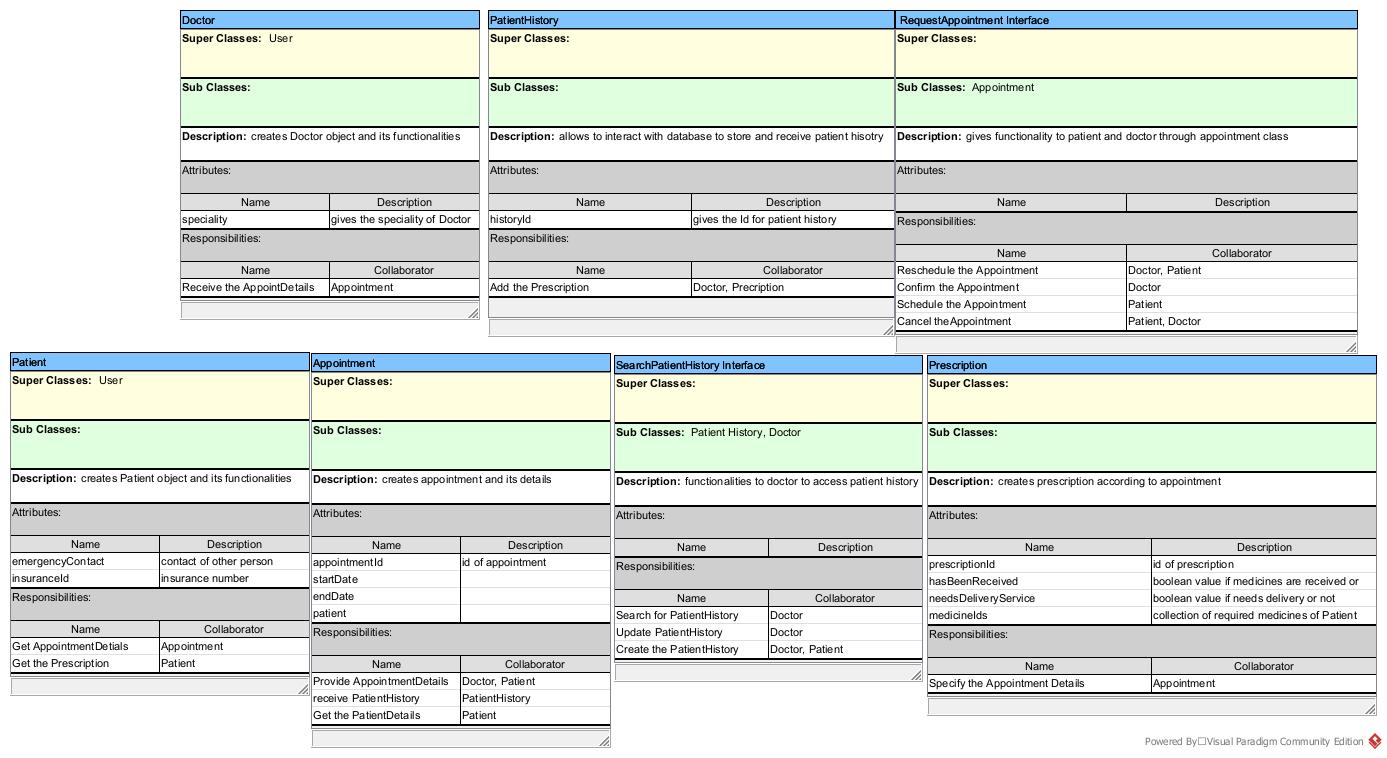 Doctor
Super Classes: User
Sub Classes:
Description: creates Doctor object and its functionalities
Attributes:
Name Description
speciality gives the speciality of Doctor
Responsibilities:
Name Collaborator
Receive the AppointDetails Appointment
PatientHistory
Super Classes:
Sub Classes:
Description: allows to interact with database to store and receive patient hisotry
Attributes:
Name Description
historyId gives the Id for patient history
Responsibilities:
Name Collaborator
Add the Prescription Doctor, Precription
RequestAppointment Interface
Super Classes:
Sub Classes: Appointment
Description: gives functionality to patient and doctor through appointment class
Attributes:
Name Description
Responsibilities:
Name Collaborator
Reschedule the Appointment Doctor, Patient
Confirm the Appointment Doctor
Schedule the Appointment Patient
Cancel theAppointment Patient, Doctor
Patient
Super Classes: User
Sub Classes:
Description: creates Patient object and its functionalities
Attributes:
Name Description
emergencyContact contact of other person
insuranceId insurance number
Responsibilities:
Name Collaborator
Get AppointmentDetials Appointment
Get the Prescription Patient
Appointment
Super Classes:
Sub Classes:
Description: creates appointment and its details
Attributes:
Name Description
appointmentId id of appointment
startDate
endDate
patient
Responsibilities:
Name Collaborator
Provide AppointmentDetails Doctor, Patient
receive PatientHistory PatientHistory
Get the PatientDetails Patient
SearchPatientHistory Interface
Super Classes:
Sub Classes: Patient History, Doctor
Description: functionalities to doctor to access patient history
Attributes:
Name Description
Responsibilities:
Name Collaborator
Search for PatientHistory Doctor
Update PatientHistory Doctor
Create the PatientHistory Doctor, Patient
Prescription
Super Classes:
Sub Classes:
Description: creates prescription according to appointment
Attributes:
Name Description
prescriptionId id of prescription
hasBeenReceived boolean value if medicines are received or
needsDeliveryService boolean value if needs delivery or not
medicineIds collection of required medicines of Patient
Responsibilities:
Name Collaborator
Specify the Appointment Details Appointment
Powered By□Visual Paradigm Community Edition